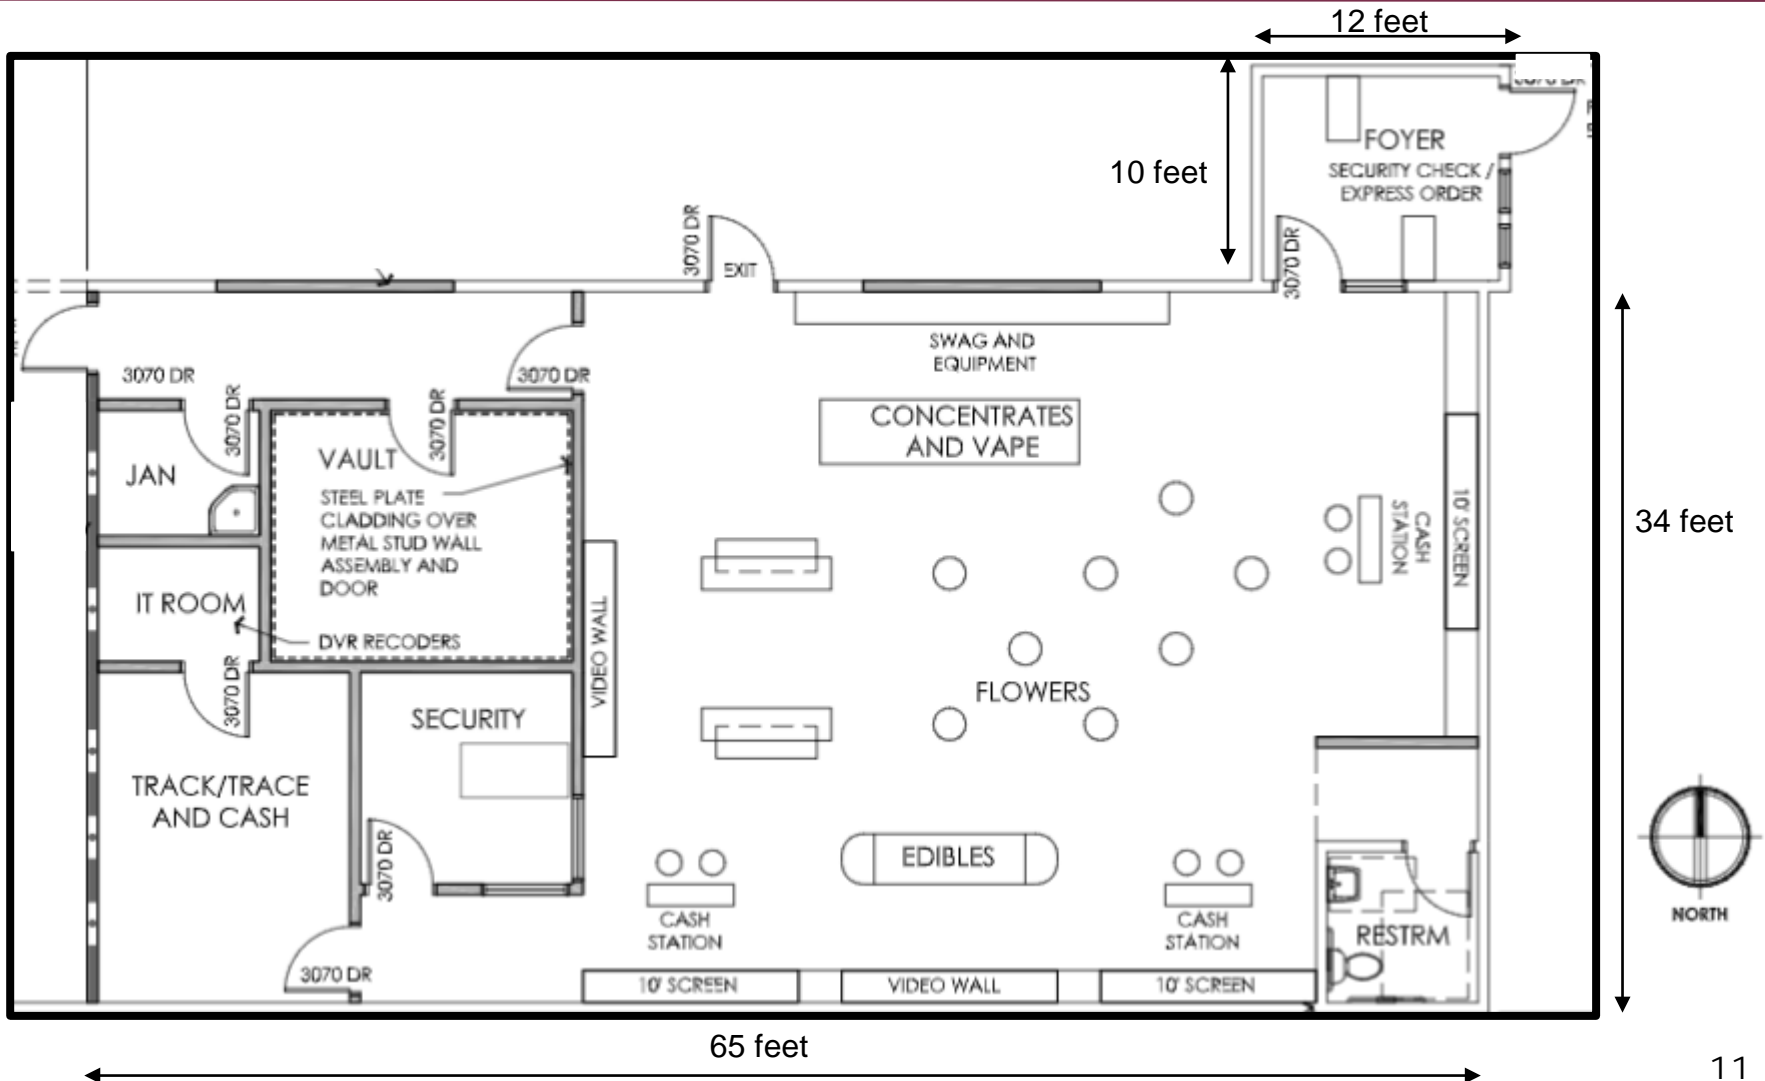 12 feet
3070 DR
FOYER
SECURITY CHECK /
EXPRESS ORDER
10 feet
3070 DR
EXIT
3070 DR
SWAG AND
EQUIPMENT
3070 DR
3070 DR
3070 DR
3070 DR
CONCENTRATES
AND VAPE
JAN
VAULT
STEEL PLATE
CLADDING OVER
METAL STUD WALL
ASSEMBLY AND
DOOR
CASH
STATION
10' SCREEN
34 feet
IT ROOM
DVR RECODERS
VIDEO WALL
3070 DR
FLOWERS
SECURITY
TRACK/TRACE
AND CASH
3070 DR
EDIBLES
CASH
STATION
CASH
STATION
RESTRM
NORTH
3070 DR
10' SCREEN
VIDEO WALL
10' SCREEN
65 feet
11